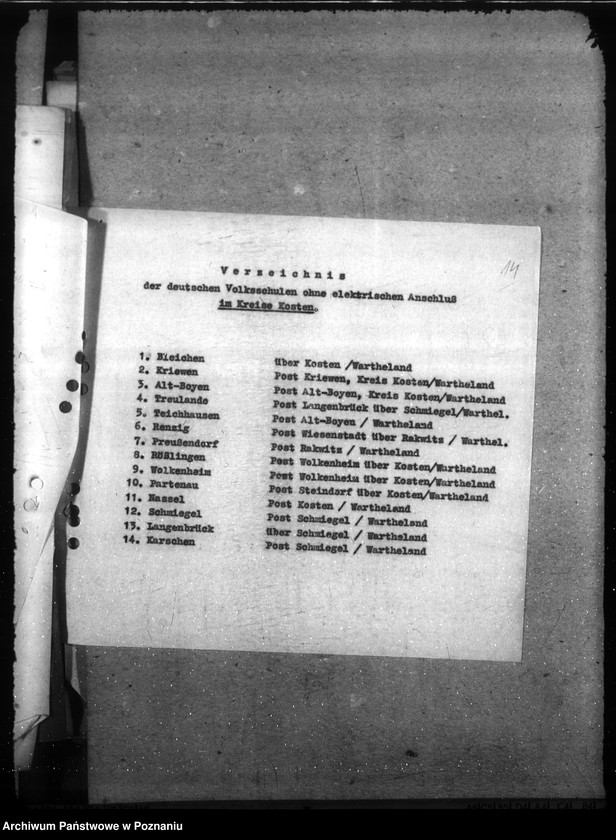 14
Verzeichnis
der deutschen Volksschulen ohne elektrischen Anschluß
im Kreise Kosten.
1. Bleichen über Kosten /Wartheland
2. Kriewen Post Kriewen, Kreis Kosten/Wartheland
3. Alt-Boyen Post Alt-Boyen, Kreis Kosten/Wartheland
4. Treulande Post Langenbrück über Schmiegel/Warthel.
5. Teichhausen Post Alt-Boyen / Wartheland
6. Renzig Post Wiesenstadt über Rakwitz / Warthel.
7. Preußendorf Post Rakwitz / Wartheland
8. Rößlingen Post Wolkenheim über Kosten/Wartheland
9. Wolkenheim Post Wolkenheim über Kosten/Wartheland
10. Partenau Post Steindorf über Kosten/Wartheland
11. Nassel Post Kosten / Wartheland
12. Schmiegel Post Schmiegel / Wartheland
13. Langenbrück über Schmiegel / Wartheland
14. Karschen Post Schmiegel / Wartheland
Archiwum Państwowe w Poznaniu